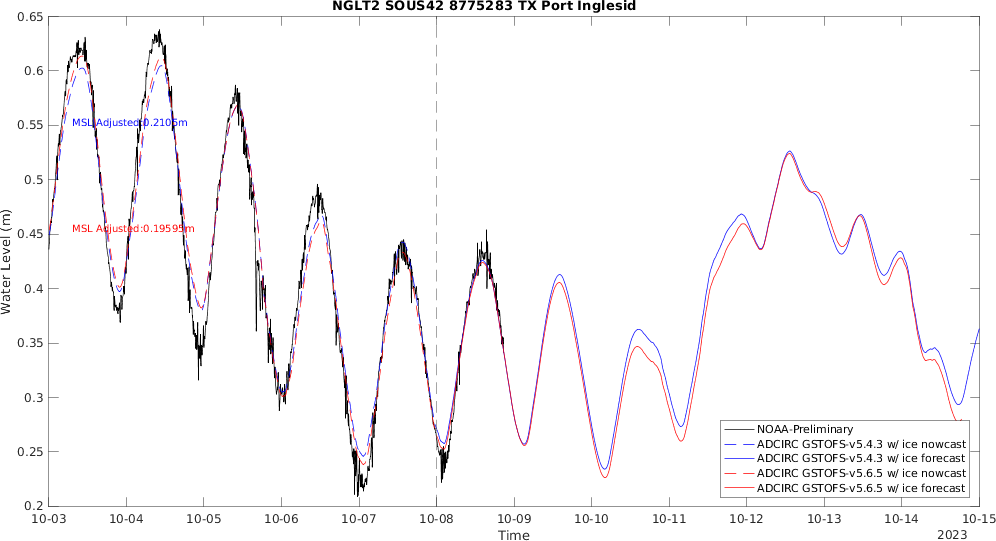 NGLT2 SOUS42 8775283 TX Port Inglesid
0.65
0.6
0.55
0.5
0.45
0.4
0.35
0.3
0.25
0.2
Water Level (m)
MSL Adjusted:0.2105m
MSL Adjusted:0.19595m
NOAA-Preliminary
ADCIRC GSTOFS-v5.4.3 w/ ice nowcast
ADCIRC GSTOFS-v5.4.3 w/ ice forecast
ADCIRC GSTOFS-v5.6.5 w/ ice nowcast
ADCIRC GSTOFS-v5.6.5 w/ ice forecast
10-03 10-04 10-05 10-06 10-07 10-08 10-09 10-10 10-11 10-12 10-13 10-14 10-15
Time
2023